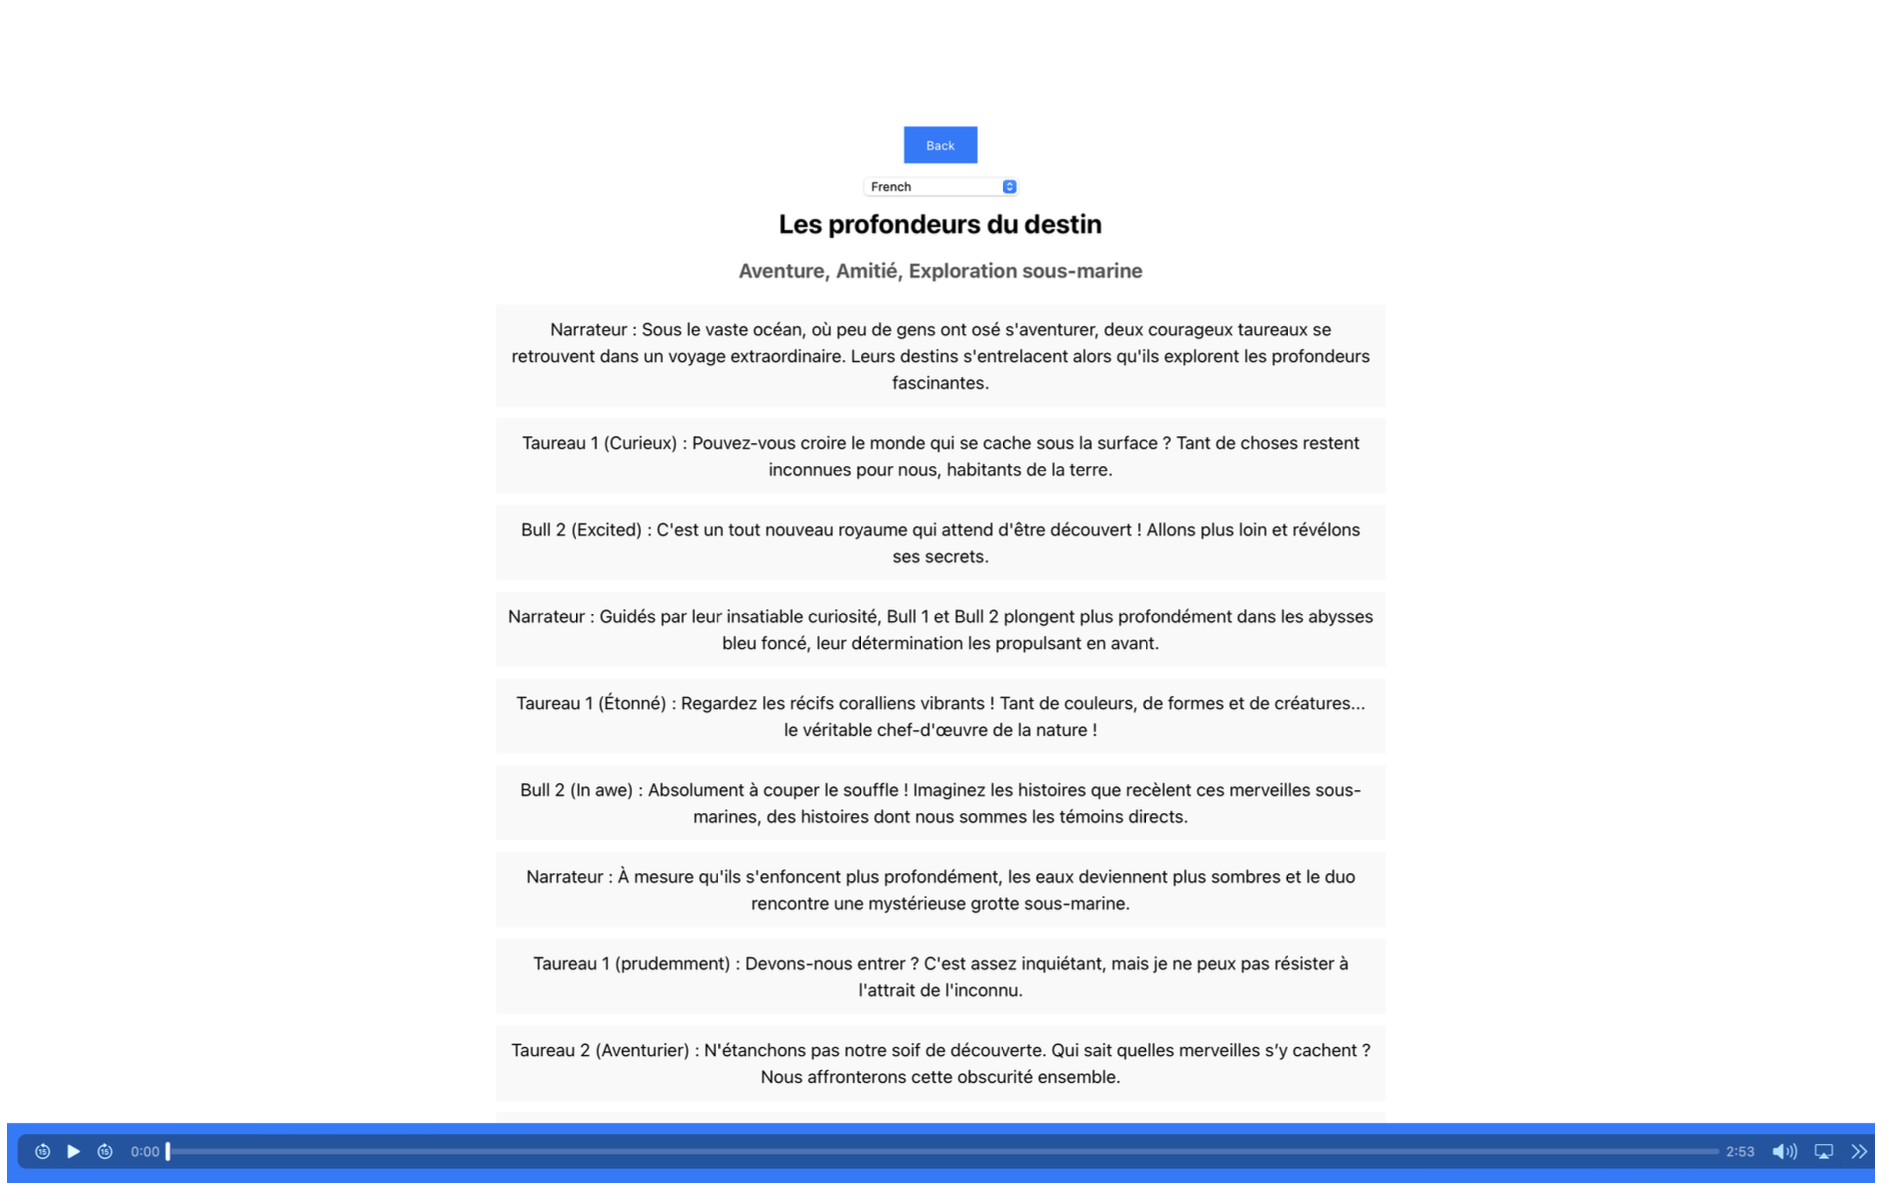 Back
French
Les profondeurs du destin
Aventure, Amitié, Exploration sous-marine
Narrateur : Sous le vaste océan, où peu de gens ont osé s'aventurer, deux courageux taureaux se
retrouvent dans un voyage extraordinaire. Leurs destins s'entrelacent alors qu'ils explorent les profondeurs
fascinantes.
Taureau 1 (Curieux) : Pouvez-vous croire le monde qui se cache sous la surface ? Tant de choses restent
inconnues pour nous, habitants de la terre.
Bull 2 (Excited) : C'est un tout nouveau royaume qui attend d'être découvert ! Allons plus loin et révélons
ses secrets.
Narrateur : Guidés par leur insatiable curiosité, Bull 1 et Bull 2 plongent plus profondément dans les abysses
bleu foncé, leur détermination les propulsant en avant.
Taureau 1 (Étonné) : Regardez les récifs coralliens vibrants ! Tant de couleurs, de formes et de créatures...
le véritable chef-d'œuvre de la nature !
Bull 2 (In awe) : Absolument à couper le souffle ! Imaginez les histoires que recèlent ces merveilles sous-
marines, des histoires dont nous sommes les témoins directs.
Narrateur : À mesure qu'ils s'enfoncent plus profondément, les eaux deviennent plus sombres et le duo
rencontre une mystérieuse grotte sous-marine.
Taureau 1 (prudemment) : Devons-nous entrer ? C'est assez inquiétant, mais je ne peux pas résister à
l'attrait de l'inconnu.
Taureau 2 (Aventurier) : N'étanchons pas notre soif de découverte. Qui sait quelles merveilles s’y cachent ?
Nous affronterons cette obscurité ensemble.
15 15 0:00 2:53